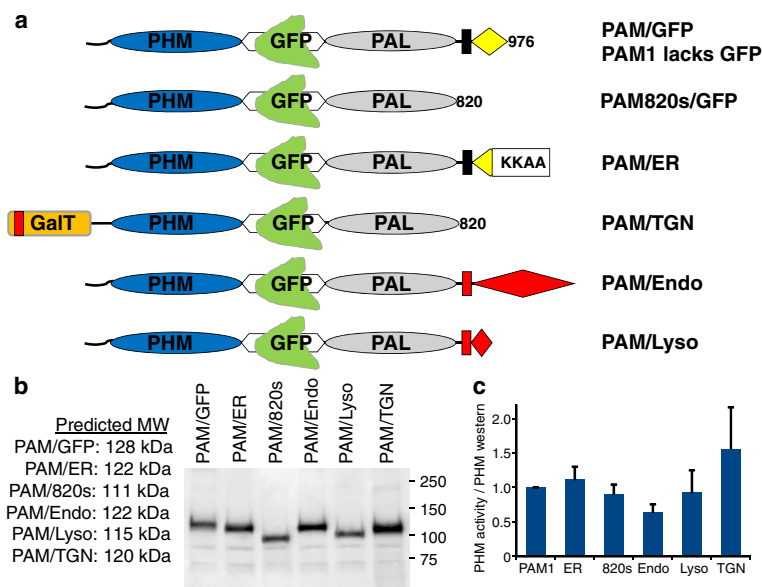 a
PHM GFP PAL 976 PAM/GFP
PAM1 lacks GFP
PHM GFP PAL 820 PAM820s/GFP
PHM GFP PAL KKAA PAM/ER
GalT PHM GFP PAL 820 PAM/TGN
PHM GFP PAL PAM/Endo
PHM GFP PAL PAM/Lyso
b
PAM/GFP PAM/ER PAM/820s PAM/Endo PAM/Lyso PAM/TGN
Predicted MW
PAM/GFP: 128 kDa
PAM/ER: 122 kDa
PAM/820s: 111 kDa
PAM/Endo: 122 kDa
PAM/Lyso: 115 kDa
PAM/TGN: 120 kDa
250
150
100
75
c
PHM activity / PHM western
2.0
1.5
1.0
0.5
0
PAM1 ER 820s Endo Lyso TGN